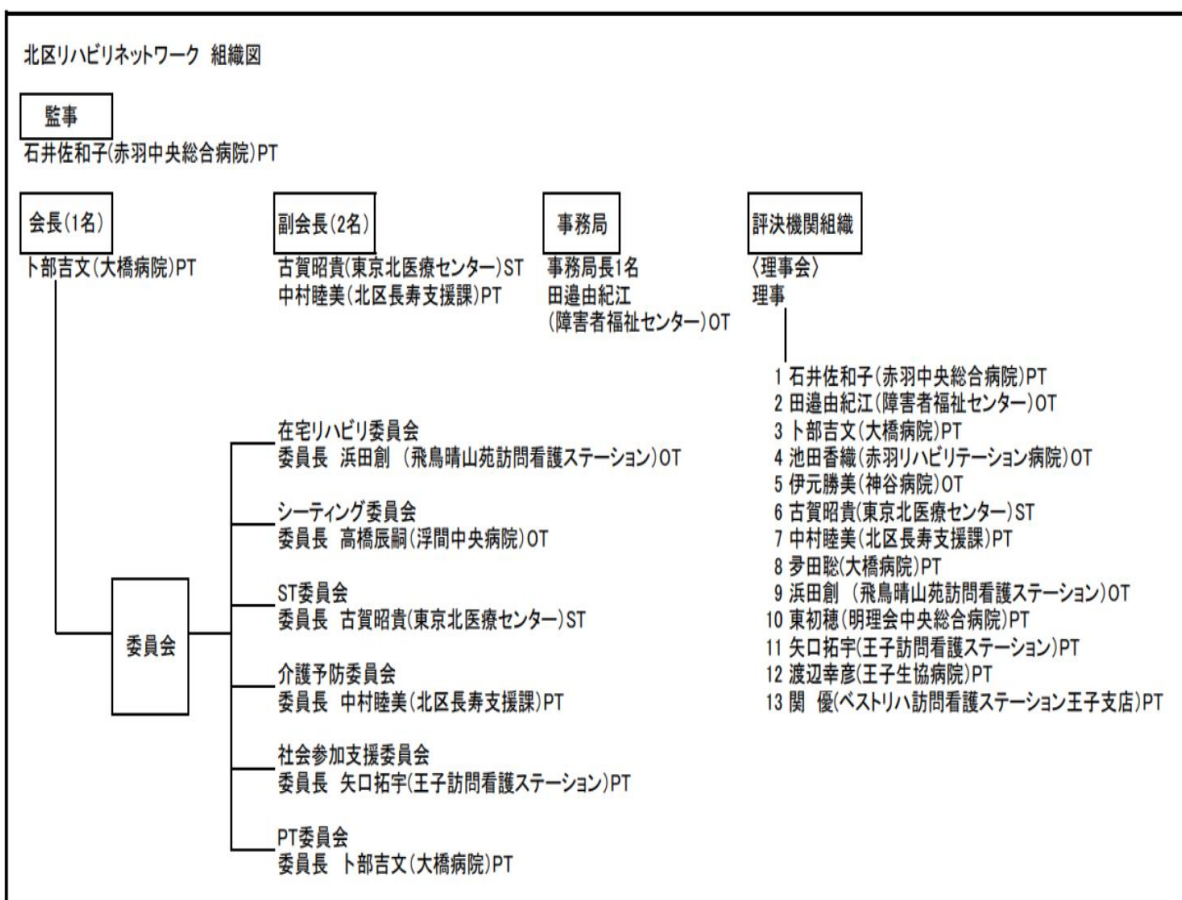 北区リハビリネットワーク 組織図
監事
石井佐和子(赤羽中央総合病院)PT
会長(1名)
卜部吉文(大橋病院)PT
副会長(2名)
古賀昭貴(東京北医療センター)ST
中村睦美(北区長寿支援課)PT
事務局
事務局長1名
田邉由紀江
(障害者福祉センター)OT
評決機関組織
〈理事会〉
理事
1 石井佐和子(赤羽中央総合病院)PT
2 田邉由紀江(障害者福祉センター)OT
3 卜部吉文(大橋病院)PT
4 池田香織(赤羽リハビリテーション病院)OT
5 伊元勝美(神谷病院)OT
6 古賀昭貴(東京北医療センター)ST
7 中村睦美(北区長寿支援課)PT
8 夛田聡(大橋病院)PT
9 浜田創 (飛鳥晴山苑訪問看護ステーション)OT
10 東初穂(明理会中央総合病院)PT
11 矢口拓宇(王子訪問看護ステーション)PT
12 渡辺幸彦(王子生協病院)PT
13 関 優(ベストリハ訪問看護ステーション王子支店)PT
委員会
在宅リハビリ委員会
委員長 浜田創 (飛鳥晴山苑訪問看護ステーション)OT
シーティング委員会
委員長 高橋辰嗣(浮間中央病院)OT
ST委員会
委員長 古賀昭貴(東京北医療センター)ST
介護予防委員会
委員長 中村睦美(北区長寿支援課)PT
社会参加支援委員会
委員長 矢口拓宇(王子訪問看護ステーション)PT
PT委員会
委員長 卜部吉文(大橋病院)PT